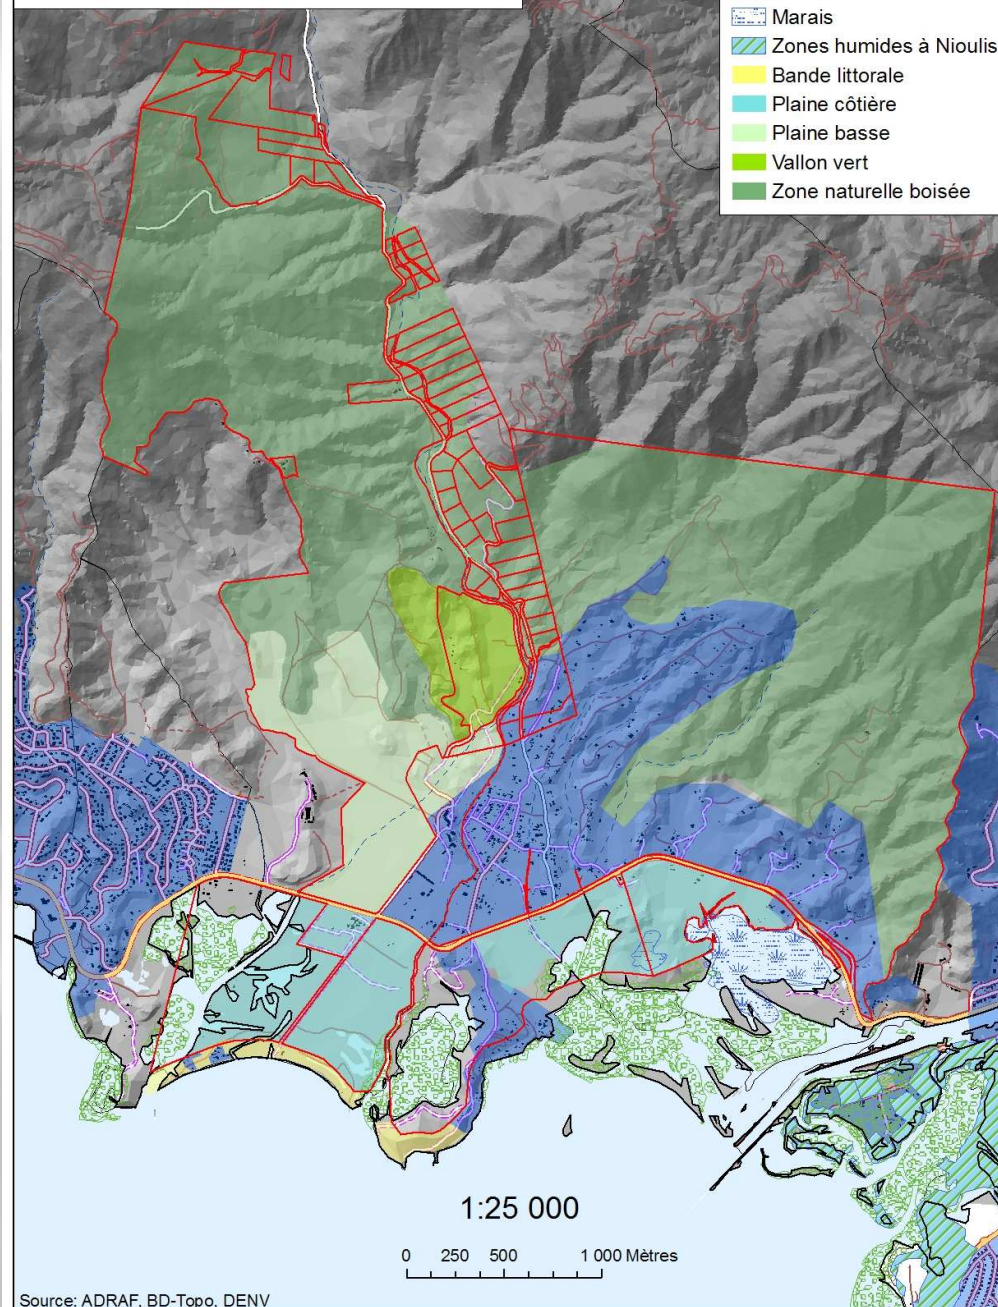 Marais
Zones humides à Nioulis
Bande littorale
Plaine côtière
Plaine basse
Vallon vert
Zone naturelle boisée
1:25 000
0 250 500 1 000 Mètres
Source: ADRAF, BD-Topo, DENV